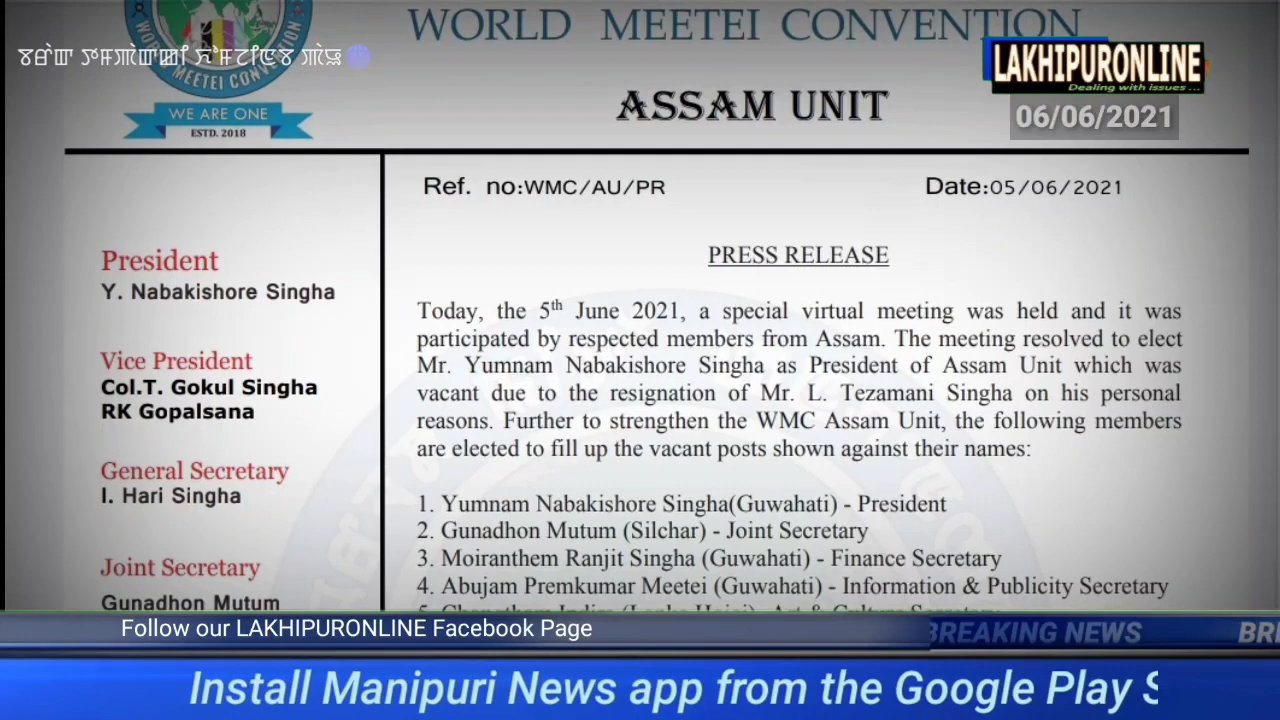 WORLD MEETEI CONVENTION
LAKHIPURONLINE
Dealing with issues ...
MEETEI CONV
WE ARE ONE
ESTD. 2018
ASSAM UNIT
06/06/2021
Ref. no:WMC/AU/PR
Date:05/06/2021
President
Y. Nabakishore Singha
Vice President
Col.T. Gokul Singha
RK Gopalsana
General Secretary
I. Hari Singha
Joint Secretary
Gunadhon Mutum
PRESS RELEASE
Today, the 5th June 2021, a special virtual meeting was held and it was
participated by respected members from Assam. The meeting resolved to elect
Mr. Yumnam Nabakishore Singha as President of Assam Unit which was
vacant due to the resignation of Mr. L. Tezamani Singha on his personal
reasons. Further to strengthen the WMC Assam Unit, the following members
are elected to fill up the vacant posts shown against their names:
1. Yumnam Nabakishore Singha(Guwahati) - President
2. Gunadhon Mutum (Silchar) - Joint Secretary
3. Moiranthem Ranjit Singha (Guwahati) - Finance Secretary
4. Abujam Premkumar Meetei (Guwahati) - Information & Publicity Secretary
Follow our LAKHIPURONLINE Facebook Page
BREAKING NEWS
BR
Install Manipuri News app from the Google Play S